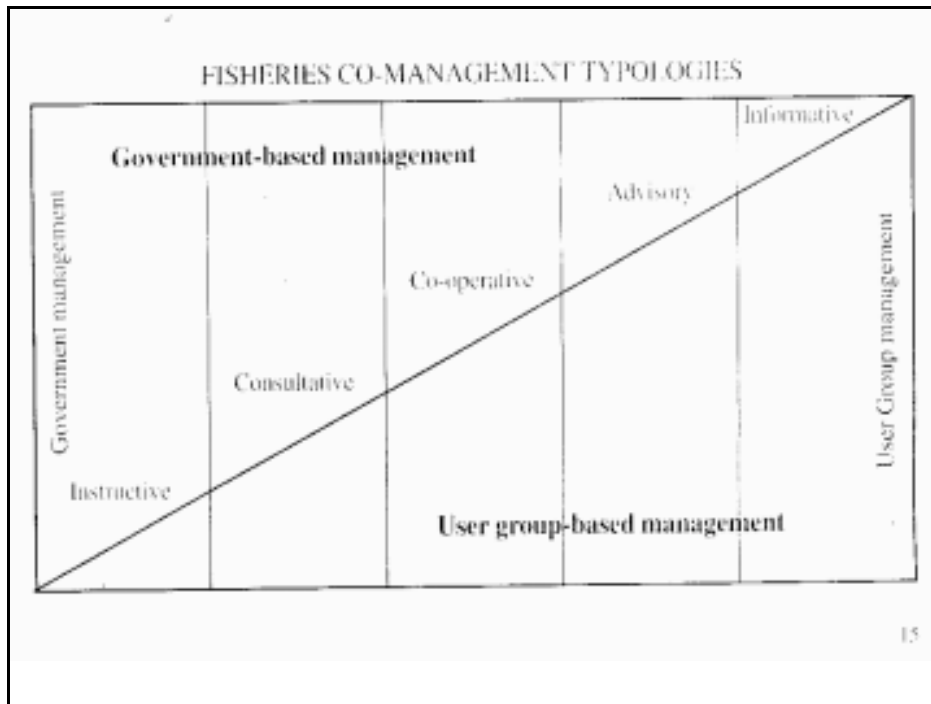 FISHERIES CO-MANAGEMENT TYPOLOGIES
Informative
Government-based management
Advisory
Government management
User Group management
Co-operative
Consultative
Instructive
User group-based management
15